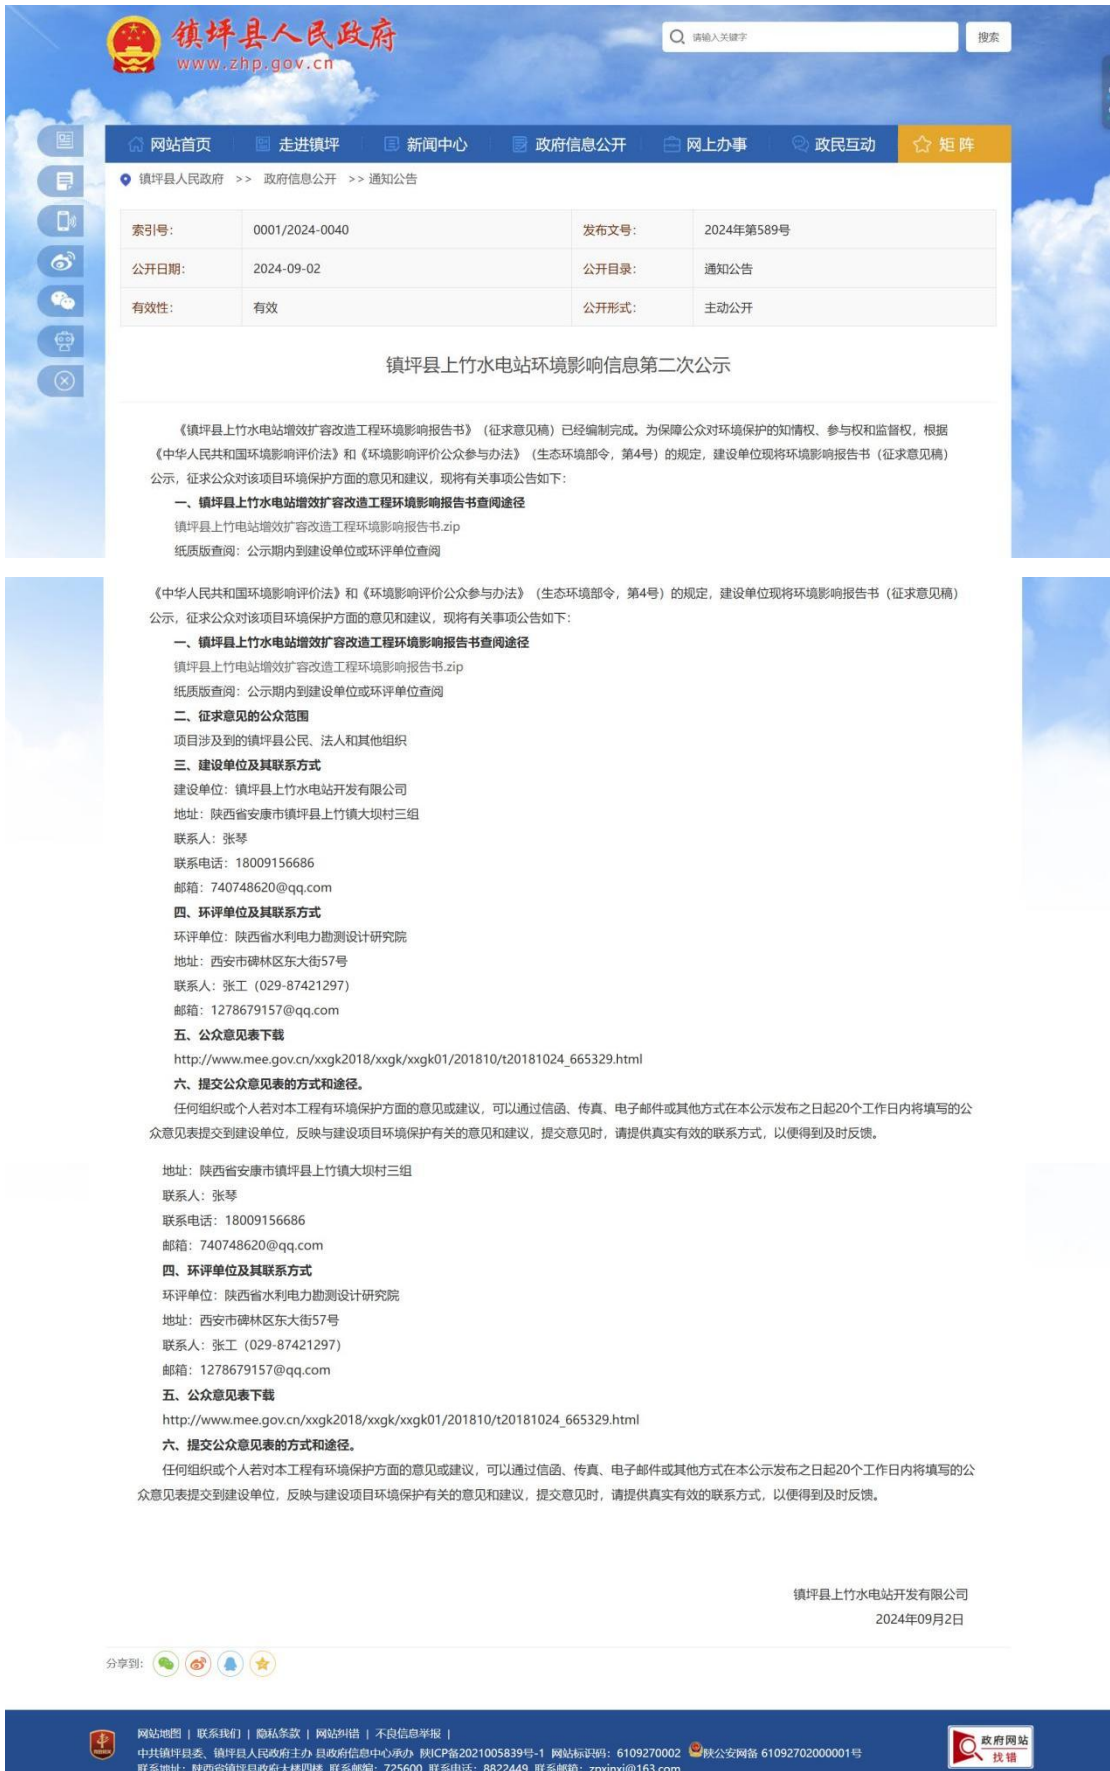 镇坪县人民政府
www.zhp.gov.cn
请输入关键字
搜索
网站首页 走进镇坪 新闻中心 政府信息公开 网上办事 政民互动 矩阵
镇坪县人民政府 >> 政府信息公开 >> 通知公告
索引号： 0001/2024-0040 发布文号： 2024年第589号
公开日期： 2024-09-02 公开目录： 通知公告
有效性： 有效 公开形式： 主动公开
镇坪县上竹水电站环境影响信息第二次公示
《镇坪县上竹水电站增效扩容改造工程环境影响报告书》（征求意见稿）已经编制完成。为保障公众对环境保护的知情权、参与权和监督权，根据
《中华人民共和国环境影响评价法》和《环境影响评价公众参与办法》（生态环境部令，第4号）的规定，建设单位现将环境影响报告书（征求意见稿）
公示，征求公众对该项目环境保护方面的意见和建议，现将有关事项公告如下：
一、镇坪县上竹水电站增效扩容改造工程环境影响报告书查阅途径
镇坪县上竹电站增效扩容改造工程环境影响报告书.zip
纸质版查阅：公示期内到建设单位或环评单位查阅
《中华人民共和国环境影响评价法》和《环境影响评价公众参与办法》（生态环境部令，第4号）的规定，建设单位现将环境影响报告书（征求意见稿）
公示，征求公众对该项目环境保护方面的意见和建议，现将有关事项公告如下：
一、镇坪县上竹水电站增效扩容改造工程环境影响报告书查阅途径
镇坪县上竹电站增效扩容改造工程环境影响报告书.zip
纸质版查阅：公示期内到建设单位或环评单位查阅
二、征求意见的公众范围
项目涉及到的镇坪县公民、法人和其他组织
三、建设单位及其联系方式
建设单位：镇坪县上竹水电站开发有限公司
地址：陕西省安康市镇坪县上竹镇大坝村三组
联系人：张琴
联系电话：18009156686
邮箱：740748620@qq.com
四、环评单位及其联系方式
环评单位：陕西省水利电力勘测设计研究院
地址：西安市碑林区东大街57号
联系人：张工（029-87421297）
邮箱：1278679157@qq.com
五、公众意见表下载
http://www.mee.gov.cn/xxgk2018/xxgk/xxgk01/201810/t20181024_665329.html
六、提交公众意见表的方式和途径。
任何组织或个人若对本工程有环境保护方面的意见或建议，可以通过信函、传真、电子邮件或其他方式在本公示发布之日起20个工作日内将填写的公
众意见表提交到建设单位，反映与建设项目环境保护有关的意见和建议，提交意见时，请提供真实有效的联系方式，以便得到及时反馈。
地址：陕西省安康市镇坪县上竹镇大坝村三组
联系人：张琴
联系电话：18009156686
邮箱：740748620@qq.com
四、环评单位及其联系方式
环评单位：陕西省水利电力勘测设计研究院
地址：西安市碑林区东大街57号
联系人：张工（029-87421297）
邮箱：1278679157@qq.com
五、公众意见表下载
http://www.mee.gov.cn/xxgk2018/xxgk/xxgk01/201810/t20181024_665329.html
六、提交公众意见表的方式和途径。
任何组织或个人若对本工程有环境保护方面的意见或建议，可以通过信函、传真、电子邮件或其他方式在本公示发布之日起20个工作日内将填写的公
众意见表提交到建设单位，反映与建设项目环境保护有关的意见和建议，提交意见时，请提供真实有效的联系方式，以便得到及时反馈。
镇坪县上竹水电站开发有限公司
2024年09月2日
分享到：
网站地图 | 联系我们 | 隐私条款 | 网站纠错 | 不良信息举报 |
中共镇坪县委、镇坪县人民政府主办 县政府信息中心承办 陕ICP备2021005839号-1 网站标识码：6109270002 陕公安网备 61092702000001号
联系地址：陕西省镇坪县政府大楼四楼 联系邮编：725600 联系电话：8822449 联系邮箱：zpxinxi@163.com
政府网站
找错